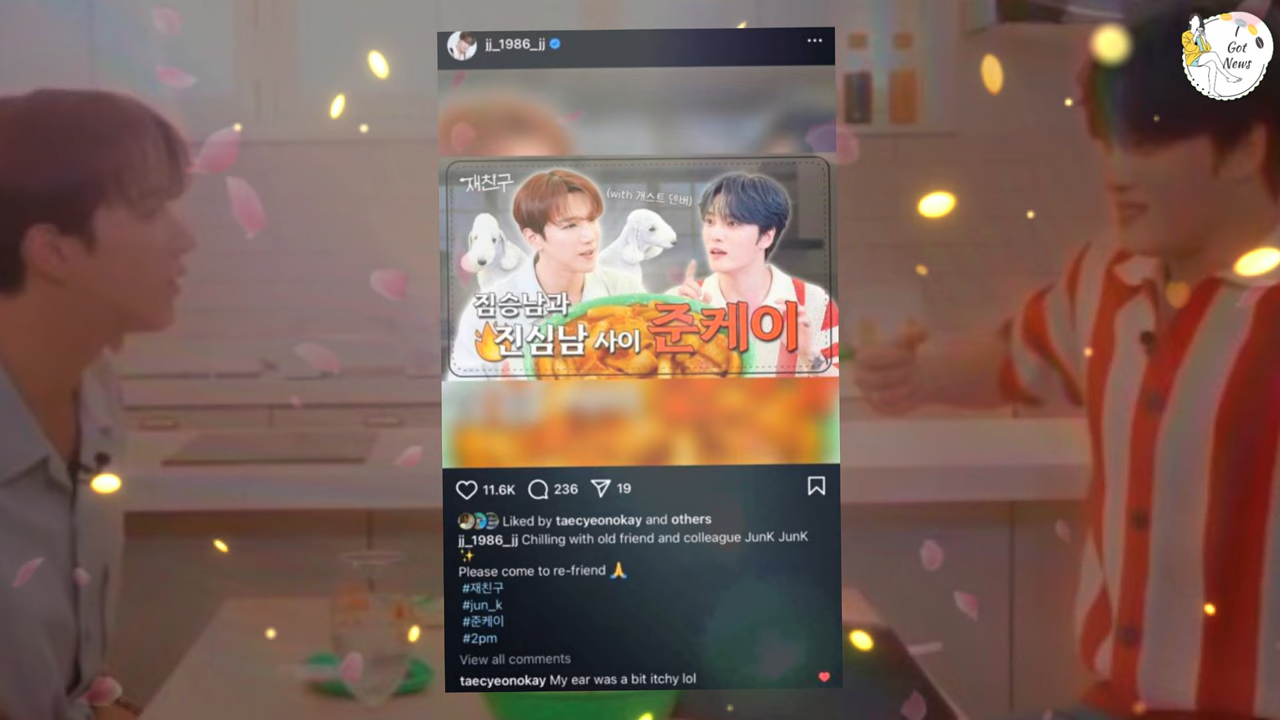 I
Got
News
jj_1986_jj
재친구
(with 개스트 덴버)
짐승남과
진심남 사이 준케이
11.6K 236 19
Liked by taecyeonokay and others
jj_1986_jj Chilling with old friend and colleague JunK JunK
✨
Please come to re-friend 🙏
#재친구
#jun_k
#준케이
#2pm
View all comments
taecyeonokay My ear was a bit itchy lol